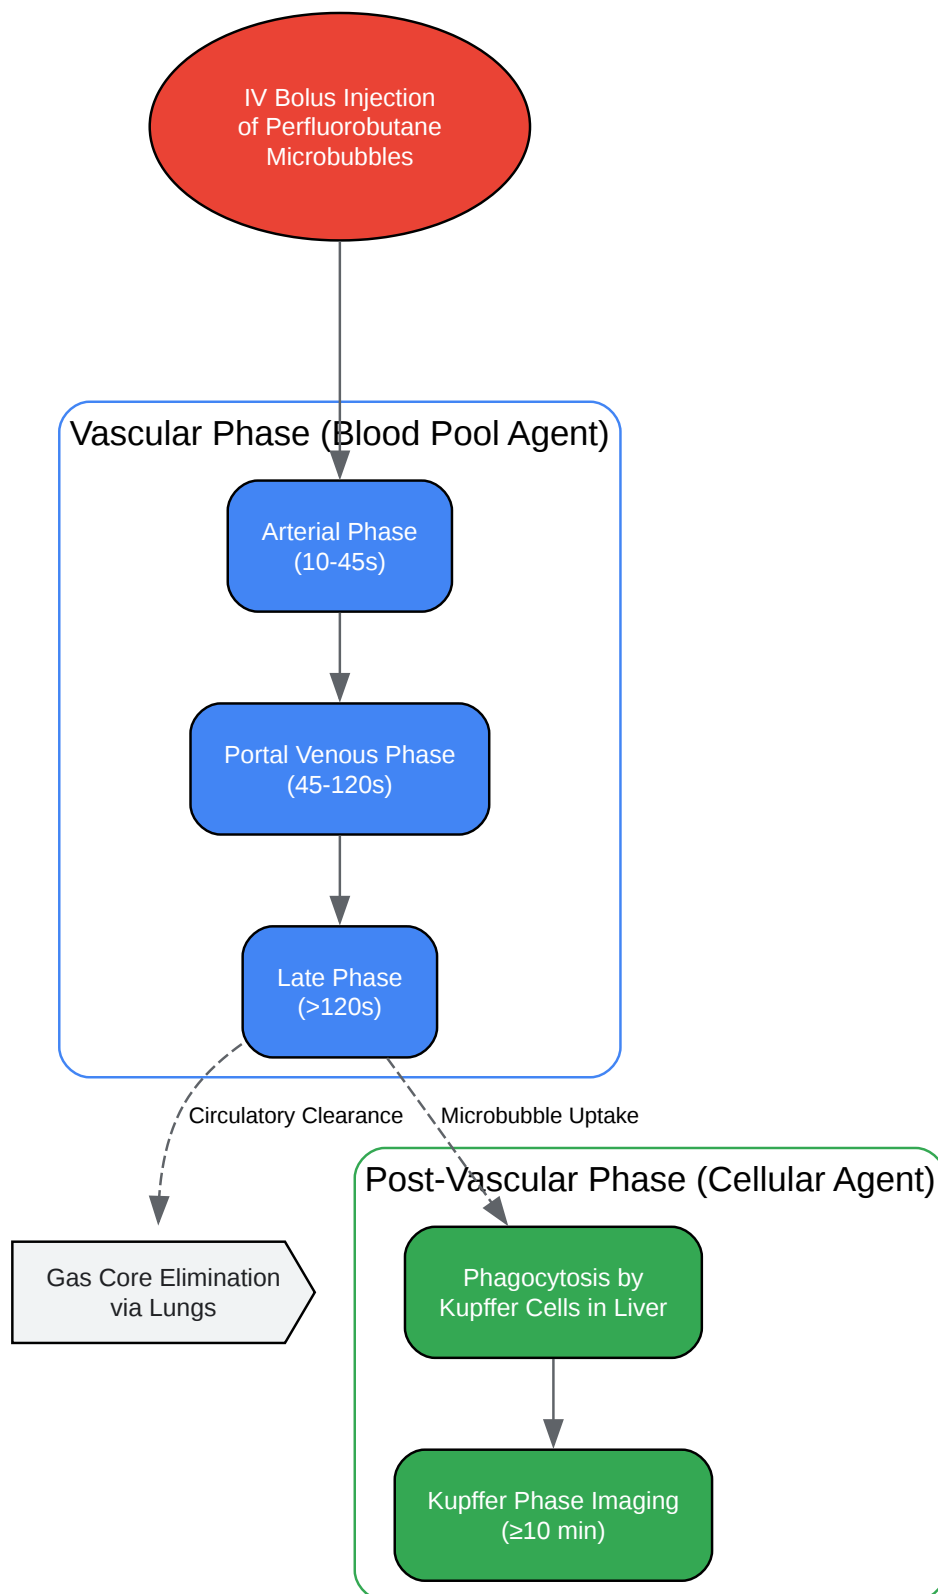 IV Bolus Injection
of Perfluorobutane
Microbubbles
Vascular Phase (Blood Pool Agent)
Arterial Phase
(10-45s)
Portal Venous Phase
(45-120s)
Late Phase
(>120s)
Circulatory Clearance
Microbubble Uptake
Post-Vascular Phase (Cellular Agent)
Gas Core Elimination
via Lungs
Phagocytosis by
Kupffer Cells in Liver
Kupffer Phase Imaging
(≥10 min)